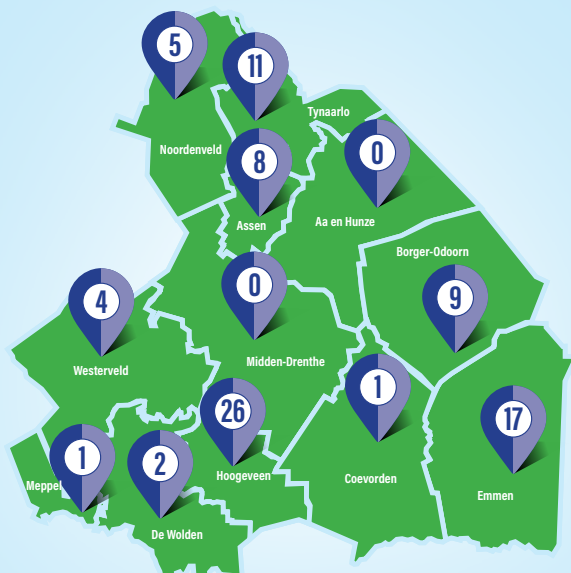 5
11
Tynaarlo
Noordenveld
8
0
Assen
Aa en Hunze
Borger-Odoorn
4
0
9
Westerveld
Midden-Drenthe
26
1
17
1
2
Meppel
Hoogeveen
Coevorden
Emmen
De Wolden